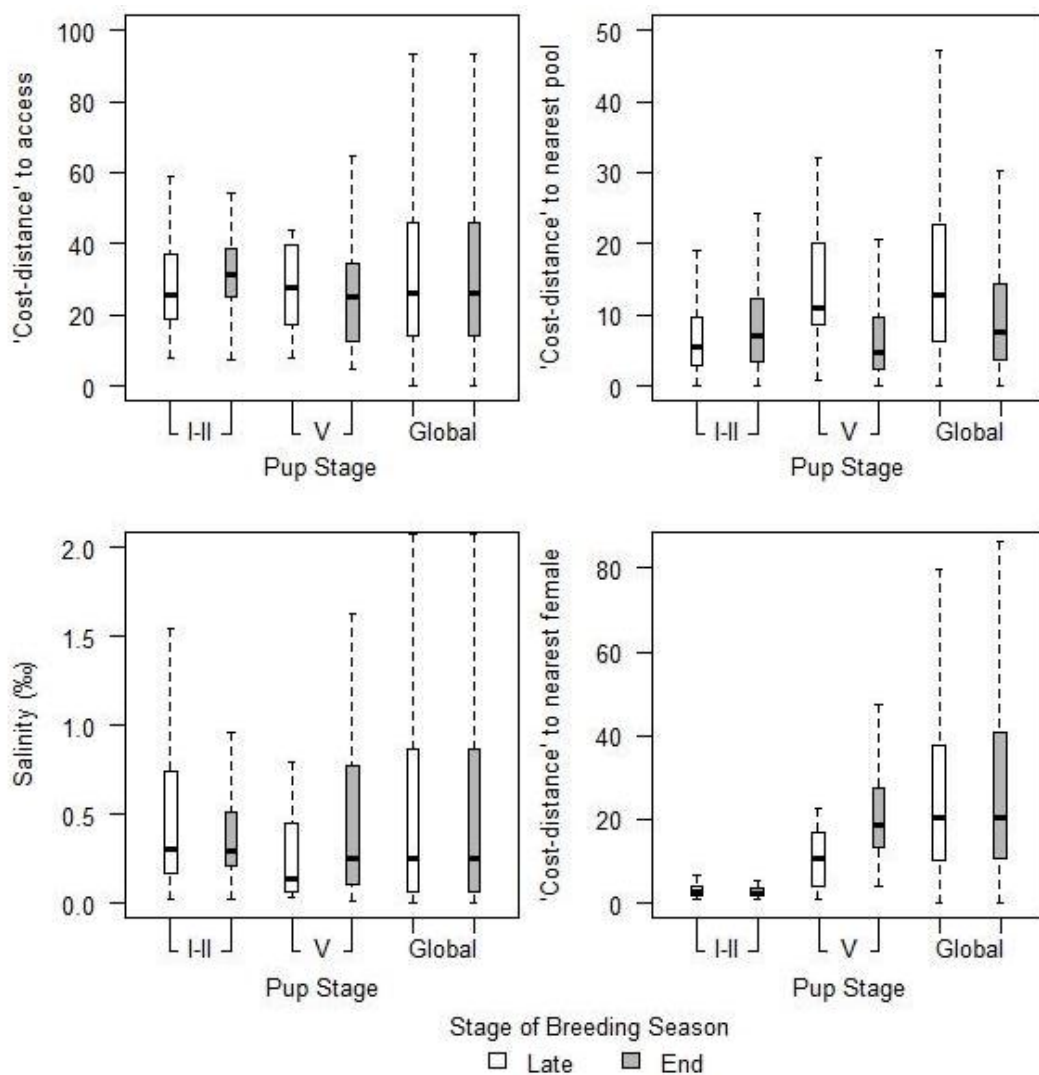 'Cost-distance' to access
100
80
60
40
20
0
I-II V Global
Pup Stage
'Cost-distance' to nearest pool
50
40
30
20
10
0
I-II V Global
Pup Stage
Salinity (‰)
2.0
1.5
1.0
0.5
0.0
I-II V Global
Pup Stage
'Cost-distance' to nearest female
80
60
40
20
0
I-II V Global
Pup Stage
Stage of Breeding Season
Late End